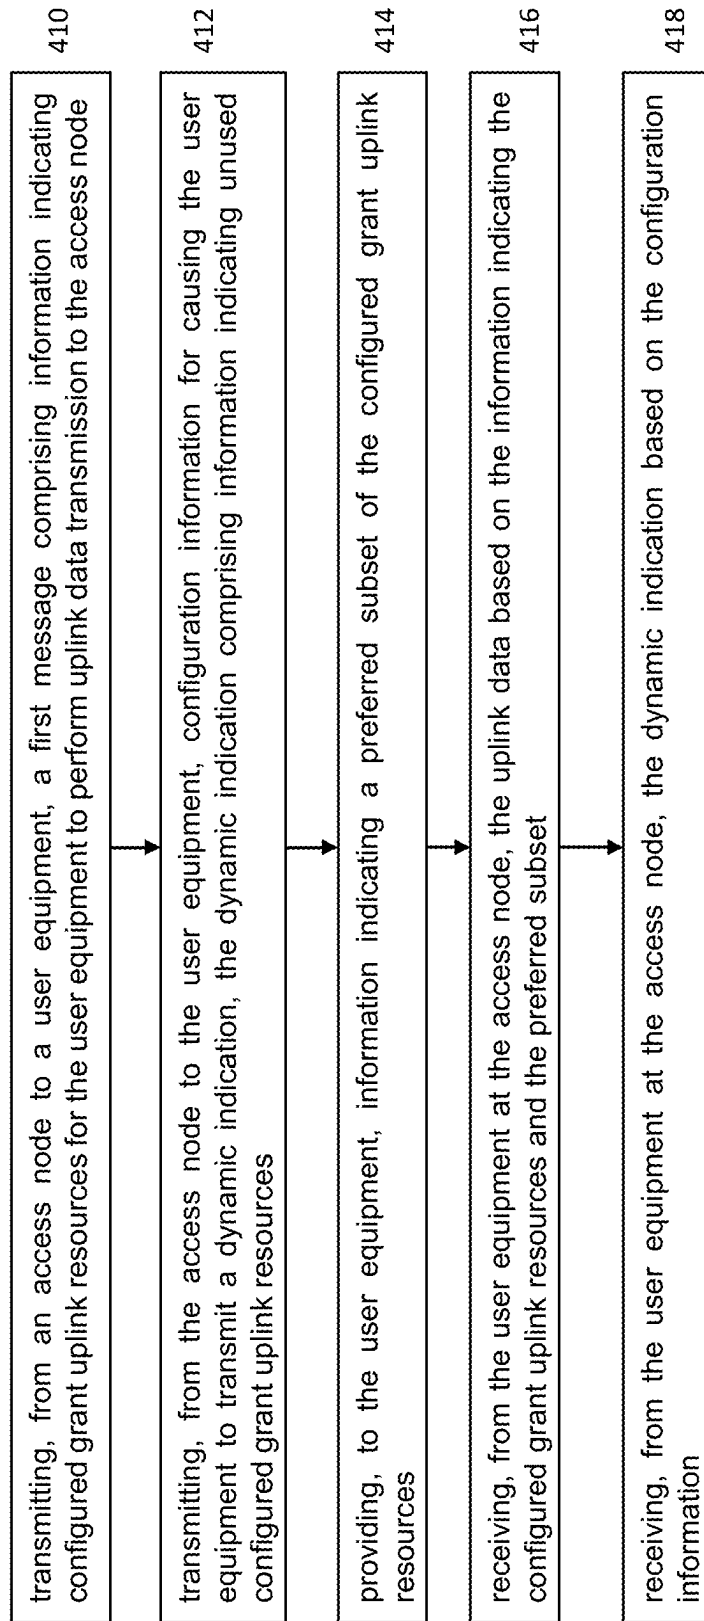 transmitting, from an access node to a user equipment, a first message comprising information indicating
configured grant uplink resources for the user equipment to perform uplink data transmission to the access node
410
transmitting, from the access node to the user equipment, configuration information for causing the user
equipment to transmit a dynamic indication, the dynamic indication comprising information indicating unused
configured grant uplink resources
412
providing, to the user equipment, information indicating a preferred subset of the configured grant uplink
resources
414
receiving, from the user equipment at the access node, the uplink data based on the information indicating the
configured grant uplink resources and the preferred subset
416
receiving, from the user equipment at the access node, the dynamic indication based on the configuration
information
418